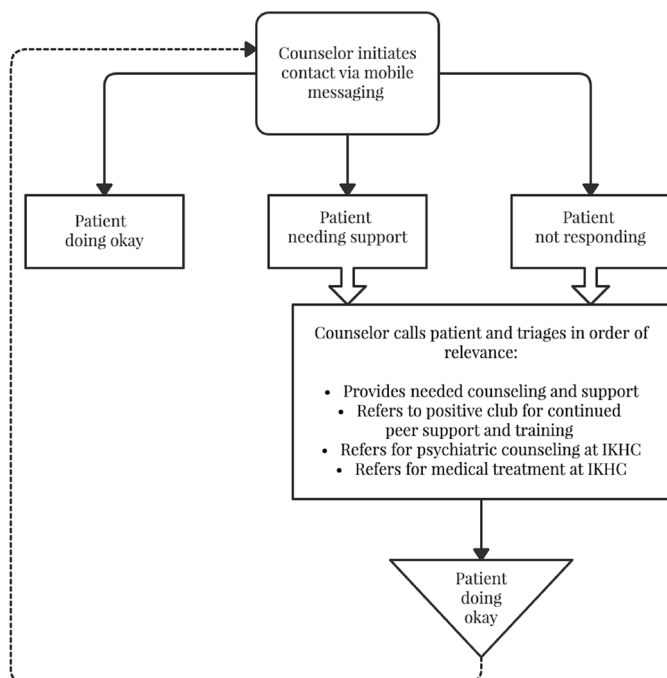 Counselor initiates
contact via mobile
messaging
Patient
doing okay
Patient
needing support
Patient
not responding
Counselor calls patient and triages in order of
relevance:
• Provides needed counseling and support
• Refers to positive club for continued
peer support and training
• Refers for psychiatric counseling at IKHC
• Refers for medical treatment at IKHC
Patient
doing
okay